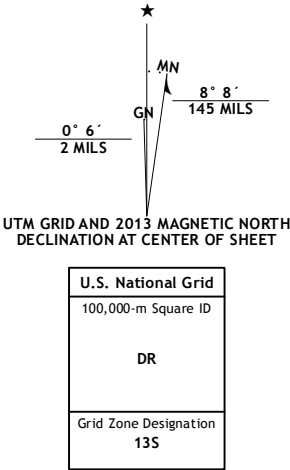 ★
MN
GN
8° 8´
145 MILS
0° 6´
2 MILS
UTM GRID AND 2013 MAGNETIC NORTH
DECLINATION AT CENTER OF SHEET
U.S. National Grid
100,000-m Square ID
DR
Grid Zone Designation
13S